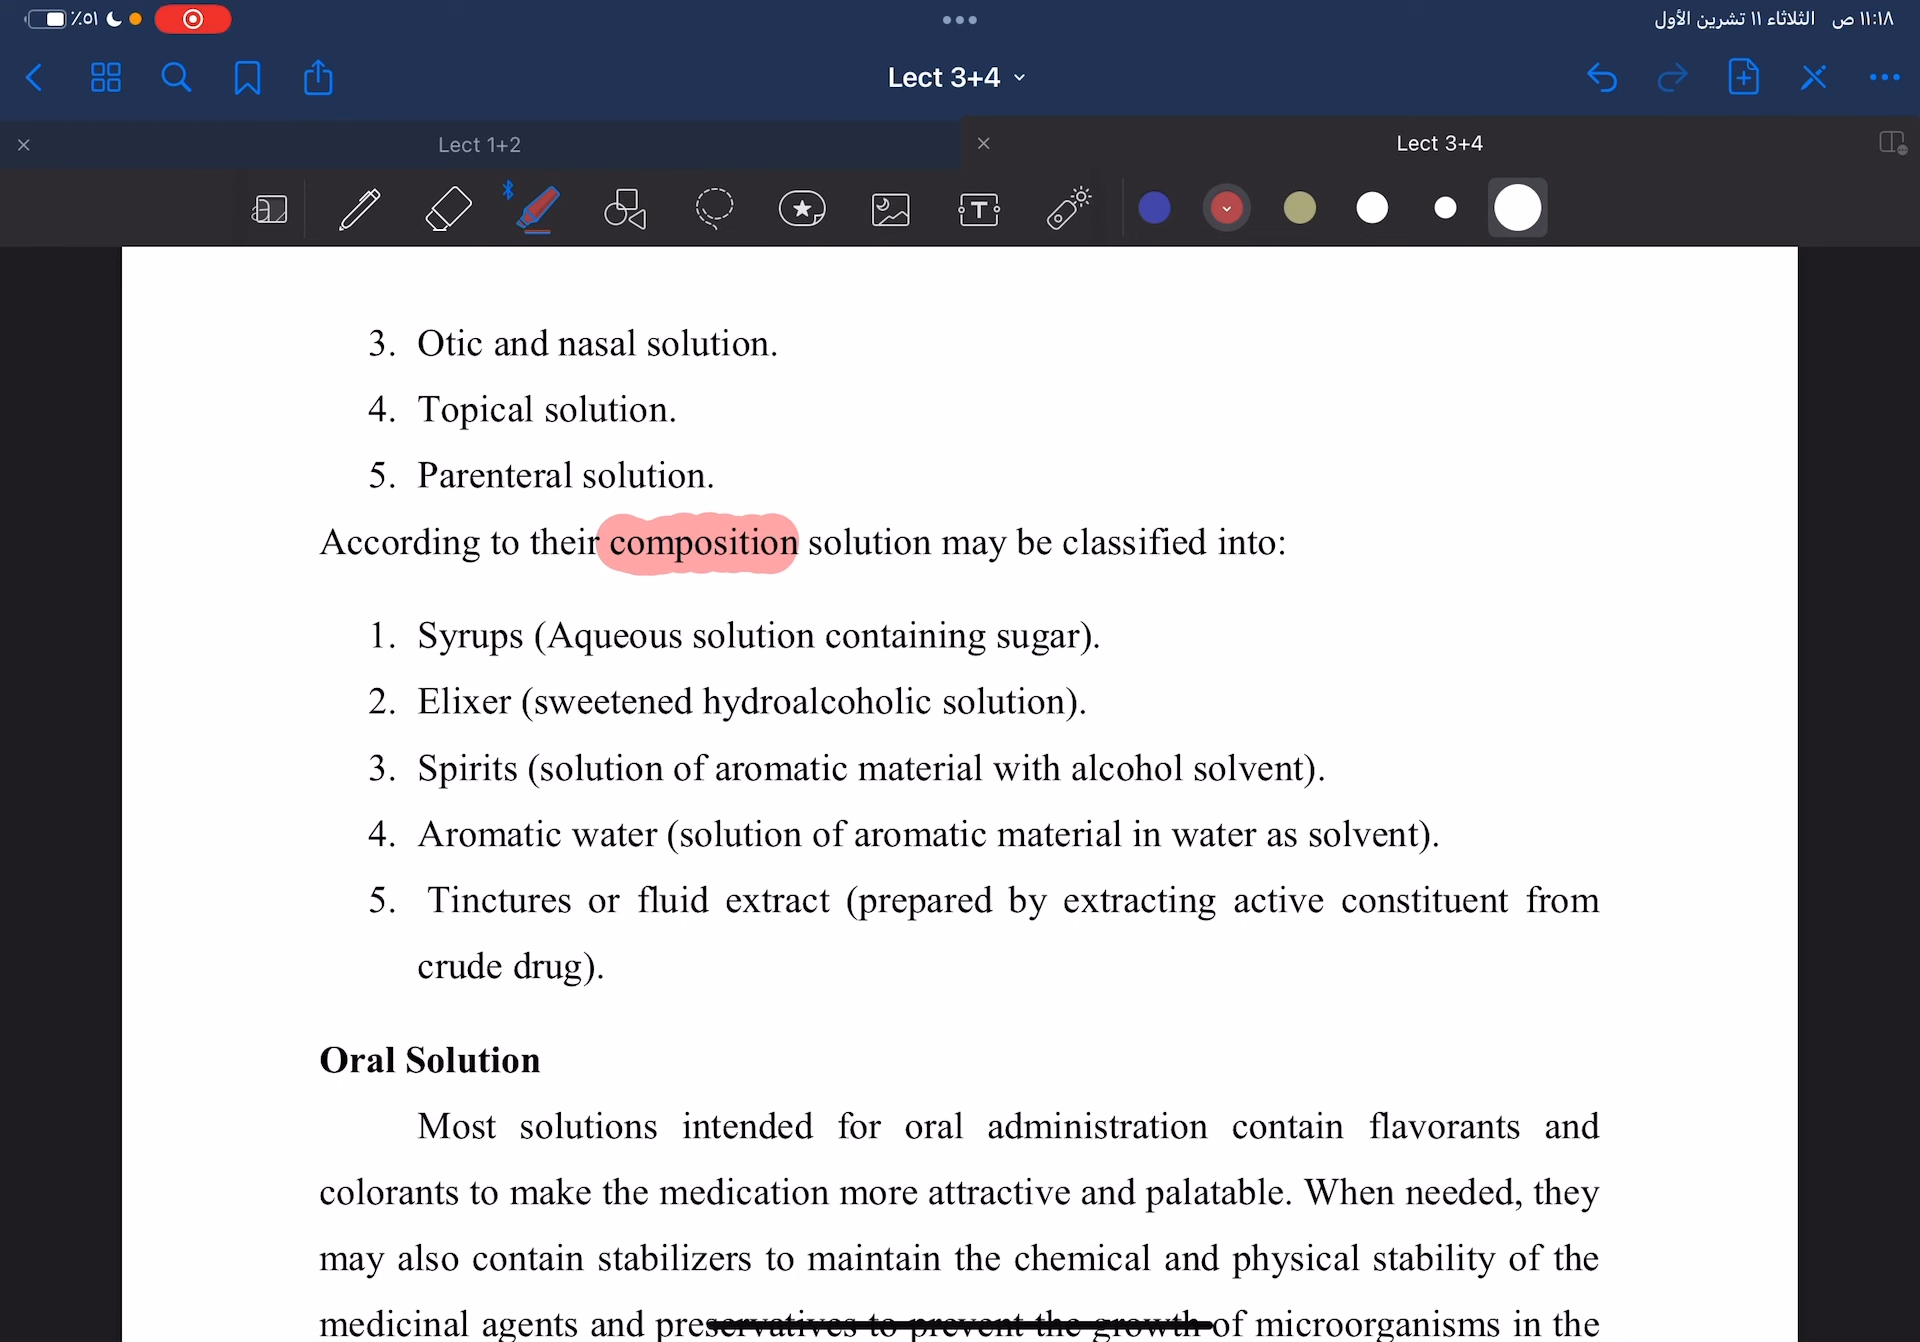 ٪٥١
١١:١٨ ص الثلاثاء ١١ تشرين الأول
Lect 3+4
Lect 1+2
Lect 3+4
3. Otic and nasal solution.
4. Topical solution.
5. Parenteral solution.
According to their composition solution may be classified into:
1. Syrups (Aqueous solution containing sugar).
2. Elixer (sweetened hydroalcoholic solution).
3. Spirits (solution of aromatic material with alcohol solvent).
4. Aromatic water (solution of aromatic material in water as solvent).
5. Tinctures or fluid extract (prepared by extracting active constituent from
crude drug).
Oral Solution
Most solutions intended for oral administration contain flavorants and
colorants to make the medication more attractive and palatable. When needed, they
may also contain stabilizers to maintain the chemical and physical stability of the
medicinal agents and preservatives to prevent the growth of microorganisms in the